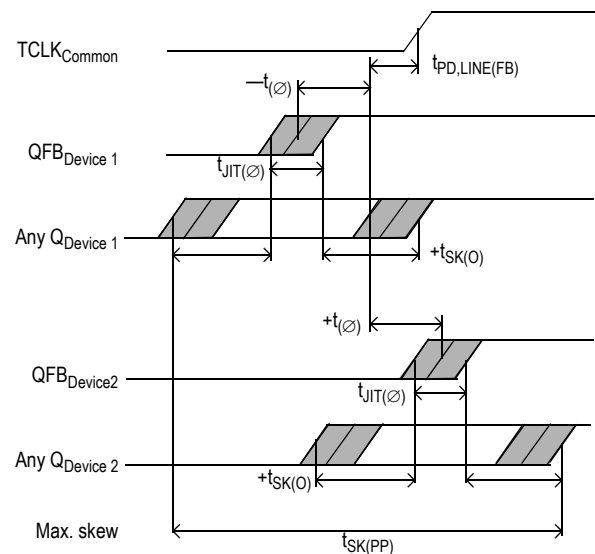 TCLKCommon
tPD,LINE(FB)
—t(∅)
QFBDevice 1
tJIT(∅)
Any QDevice 1
+tSK(O)
+t(∅)
QFBDevice2
tJIT(∅)
Any QDevice 2
+tSK(O)
Max. skew
tSK(PP)